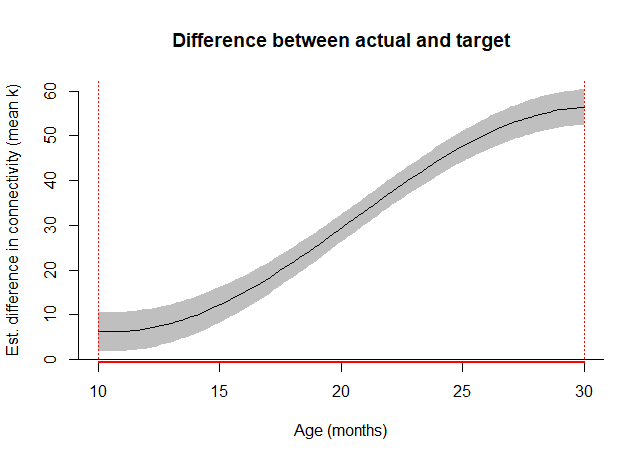 Difference between actual and target
Est. difference in connectivity (mean k)
60
50
40
30
20
10
0
10 15 20 25 30
Age (months)